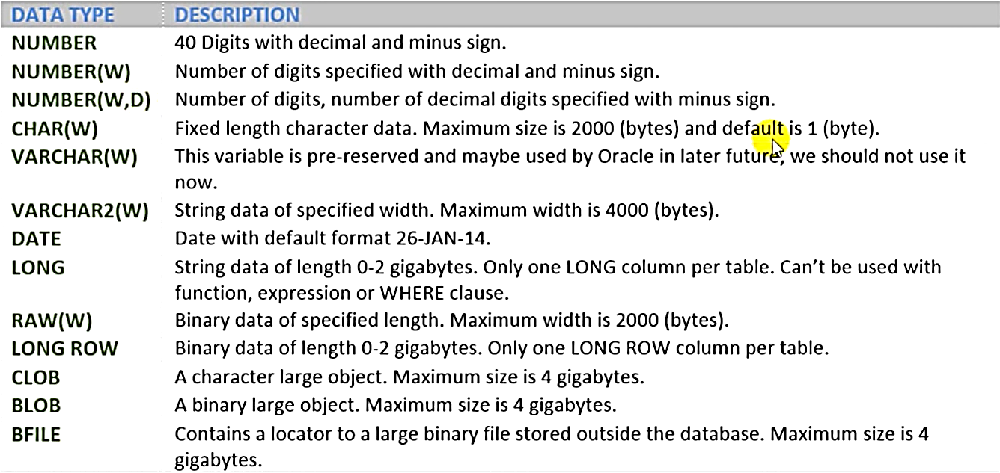 DATA TYPE DESCRIPTION
NUMBER 40 Digits with decimal and minus sign.
NUMBER(W) Number of digits specified with decimal and minus sign.
NUMBER(W,D) Number of digits, number of decimal digits specified with minus sign.
CHAR(W) Fixed length character data. Maximum size is 2000 (bytes) and default is 1 (byte).
VARCHAR(W) This variable is pre-reserved and maybe used by Oracle in later future, we should not use it
now.
VARCHAR2(W) String data of specified width. Maximum width is 4000 (bytes).
DATE Date with default format 26-JAN-14.
LONG String data of length 0-2 gigabytes. Only one LONG column per table. Can’t be used with
function, expression or WHERE clause.
RAW(W) Binary data of specified length. Maximum width is 2000 (bytes).
LONG ROW Binary data of length 0-2 gigabytes. Only one LONG ROW column per table.
CLOB A character large object. Maximum size is 4 gigabytes.
BLOB A binary large object. Maximum size is 4 gigabytes.
BFILE Contains a locator to a large binary file stored outside the database. Maximum size is 4
gigabytes.